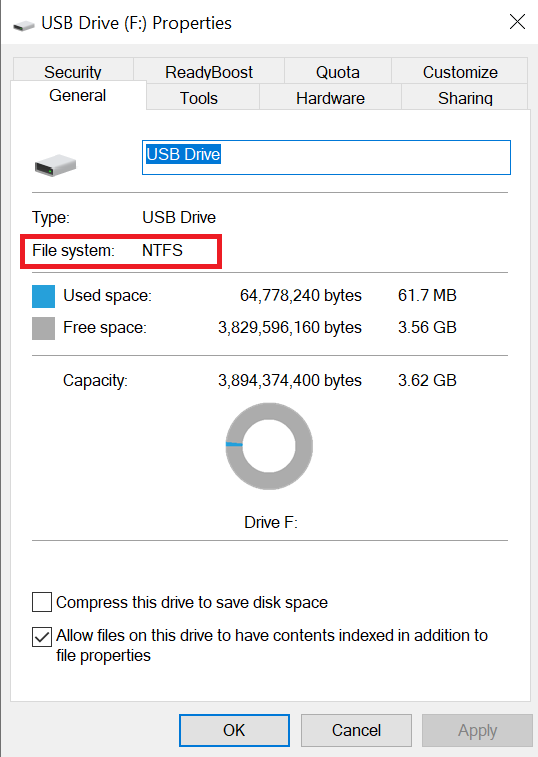 USB Drive (F:) Properties
Security ReadyBoost Quota Customize
General Tools Hardware Sharing
USB Drive
Type: USB Drive
File system: NTFS
Used space: 64,778,240 bytes 61.7 MB
Free space: 3,829,596,160 bytes 3.56 GB
Capacity: 3,894,374,400 bytes 3.62 GB
Drive F:
Compress this drive to save disk space
Allow files on this drive to have contents indexed in addition to
file properties
OK Cancel Apply